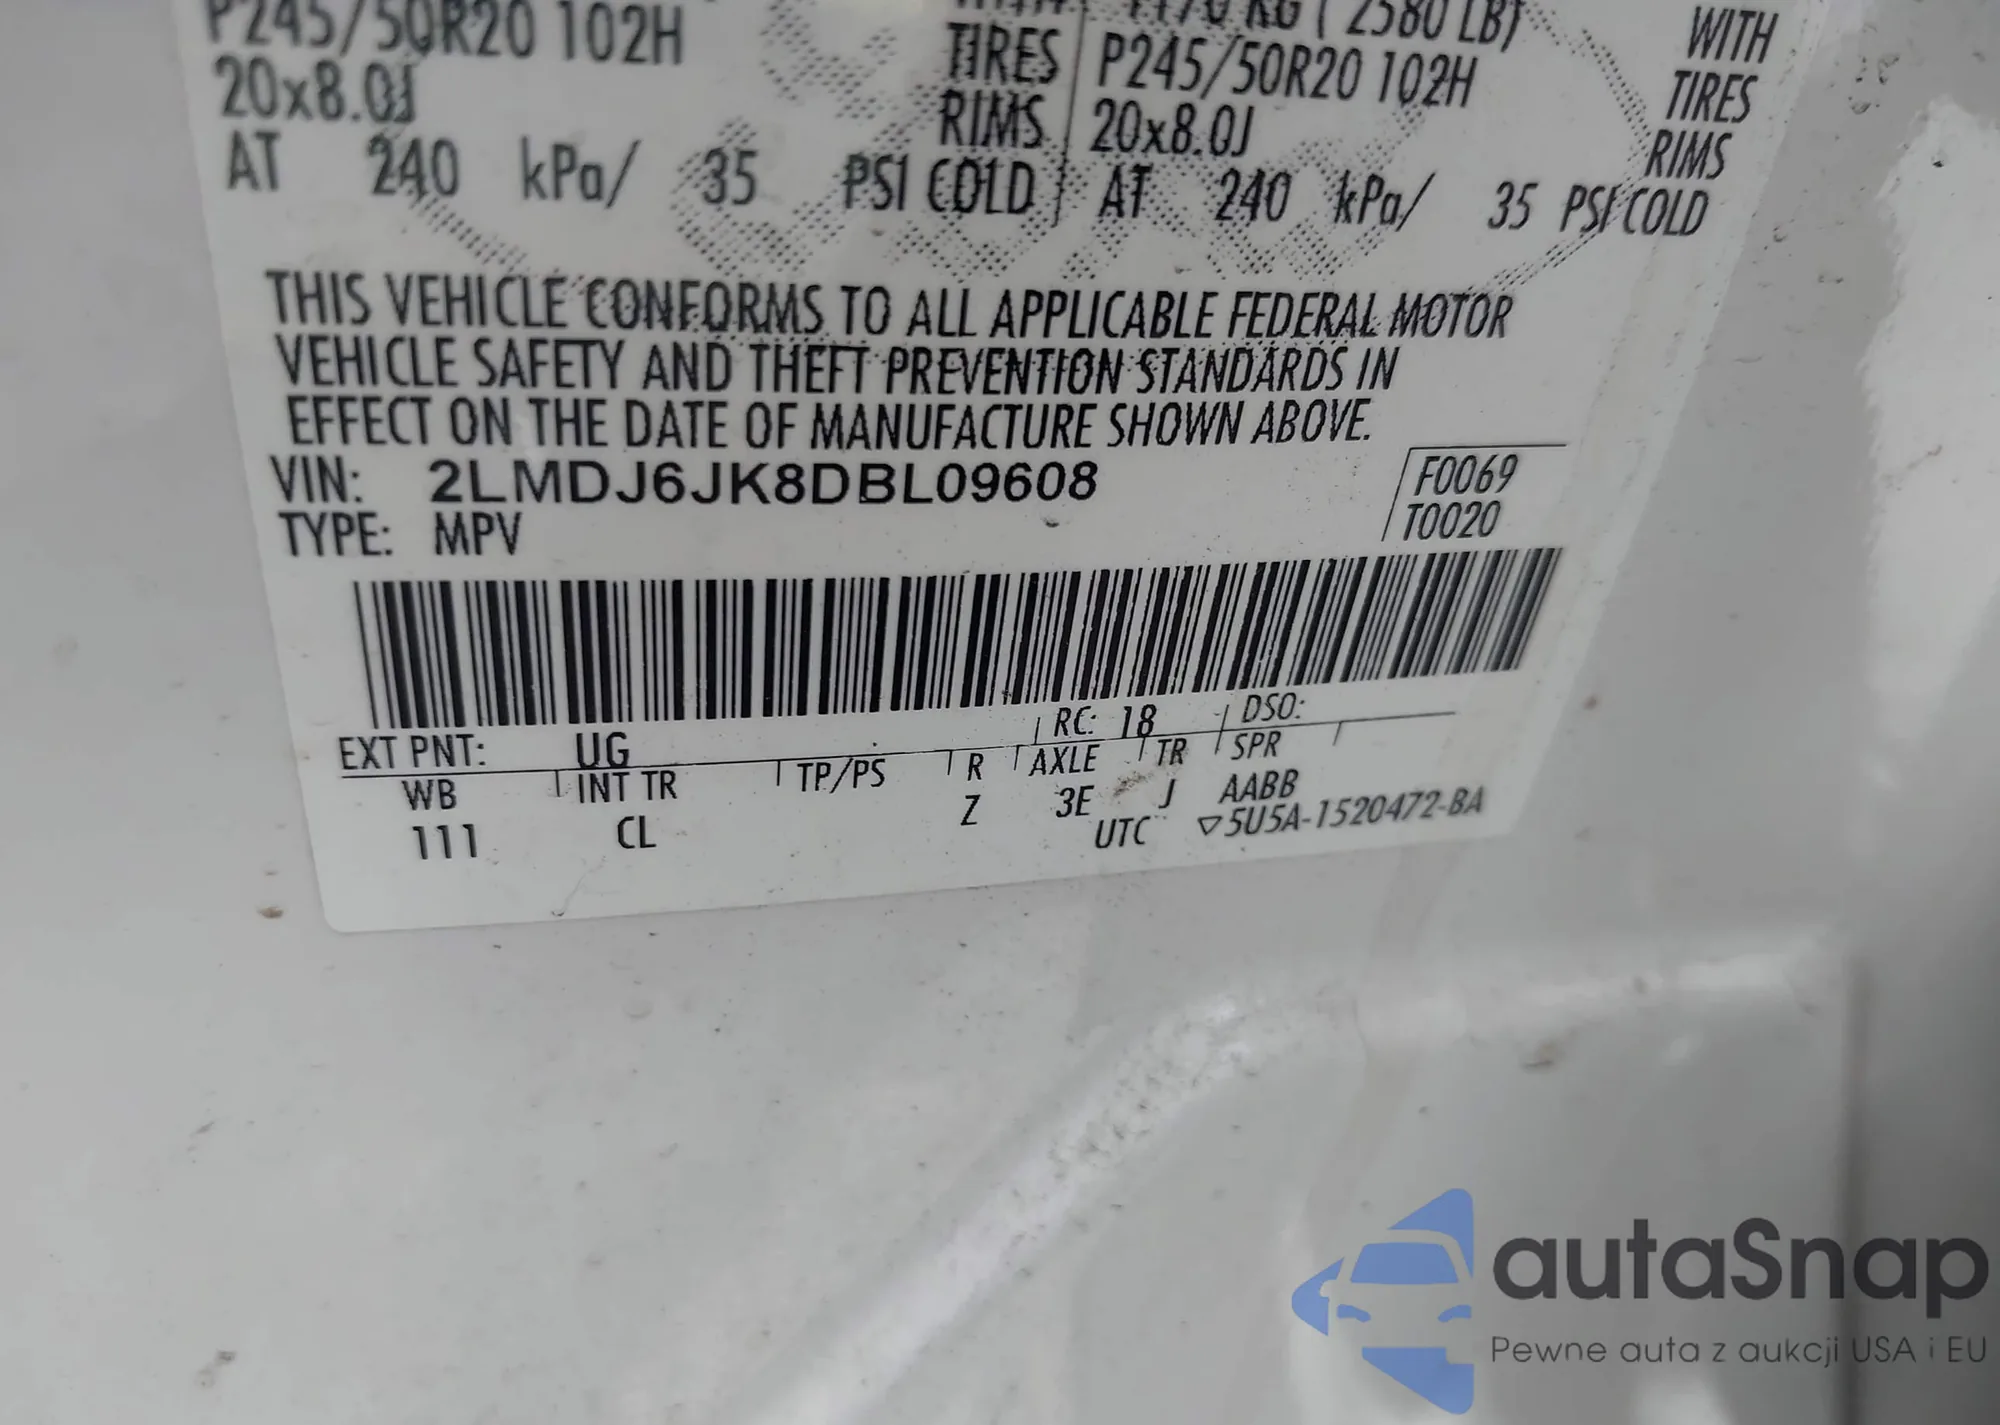 P245/50R20 102H
20x8.0J
AT 240 kPa/ 35 PSI COLD
1170 KG ( 2580 LB)
TIRES P245/50R20 102H
RIMS 20x8.0J
AT 240 kPa/ 35 PSI COLD
WITH
TIRES
RIMS
THIS VEHICLE CONFORMS TO ALL APPLICABLE FEDERAL MOTOR
VEHICLE SAFETY AND THEFT PREVENTION STANDARDS IN
EFFECT ON THE DATE OF MANUFACTURE SHOWN ABOVE.
VIN: 2LMDJ6JK8DBL09608
TYPE: MPV
F0069
T0020
EXT PNT: UG RC: 18 DSO:
WB INT TR TP/PS R AXLE TR SPR
111 CL Z 3E J AABB
UTC ▽5U5A-1520472-BA
autaSnap
Pewne auta z aukcji USA i EU